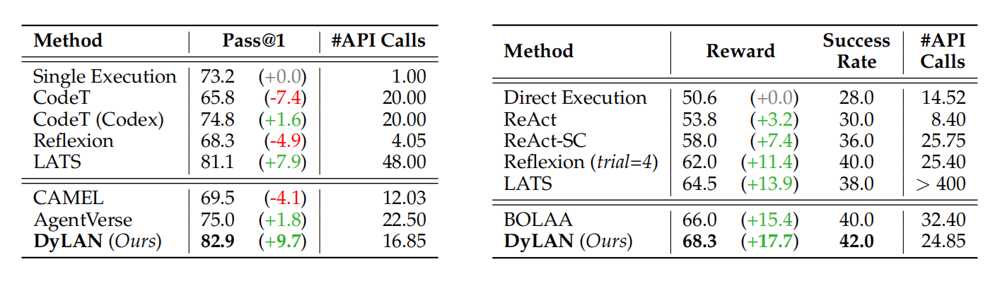 Method Pass@1 #API Calls
Single Execution 73.2 (+0.0) 1.00
CodeT 65.8 (-7.4) 20.00
CodeT (Codex) 74.8 (+1.6) 20.00
Reflexion 68.3 (-4.9) 4.05
LATS 81.1 (+7.9) 48.00
CAMEL 69.5 (-4.1) 12.03
AgentVerse 75.0 (+1.8) 22.50
DyLAN (Ours) 82.9 (+9.7) 16.85
Method Reward Success Rate #API Calls
Direct Execution 50.6 (+0.0) 28.0 14.52
ReAct 53.8 (+3.2) 30.0 8.40
ReAct-SC 58.0 (+7.4) 36.0 25.75
Reflexion (trial=4) 62.0 (+11.4) 40.0 25.40
LATS 64.5 (+13.9) 38.0 > 400
BOLAA 66.0 (+15.4) 40.0 32.40
DyLAN (Ours) 68.3 (+17.7) 42.0 24.85